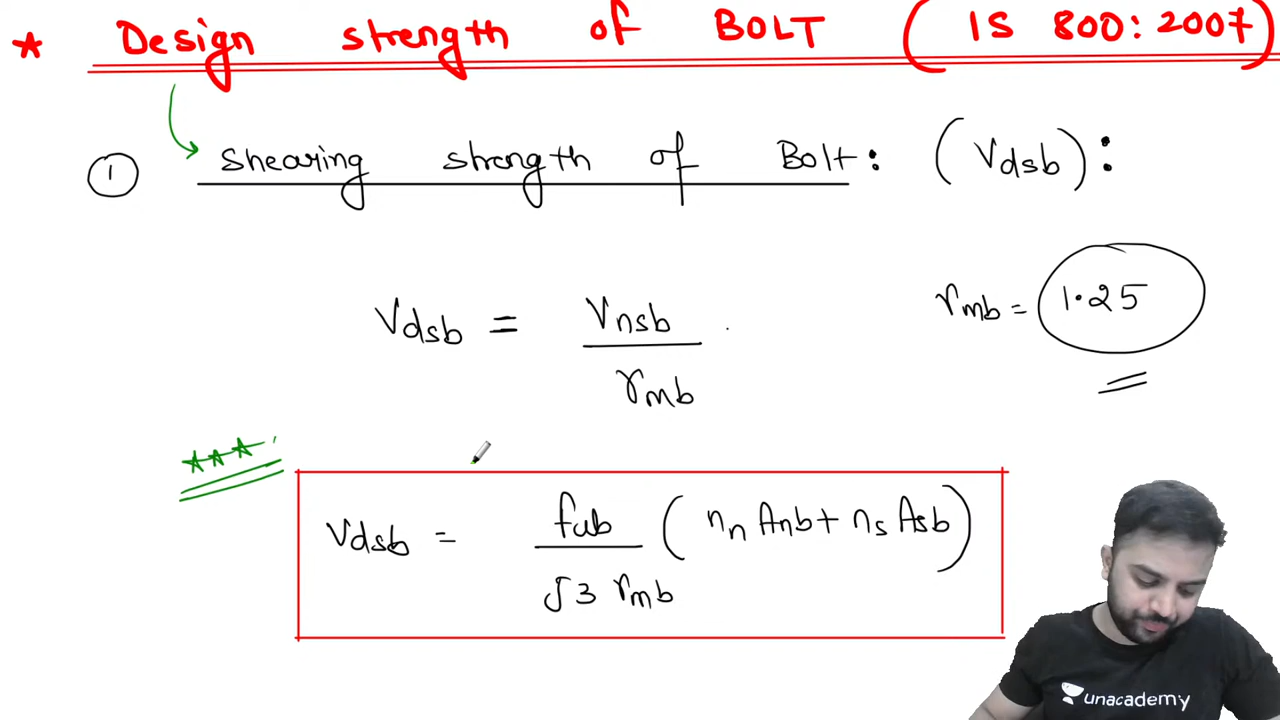 * Design strength of BOLT (IS 800:2007)
① Shearing strength of Bolt: (Vdsb):
Vdsb = Vnsb / γmb
γmb = 1.25
Vdsb = fub / √3 γmb (nn Anb + ns Asb)
unacademy